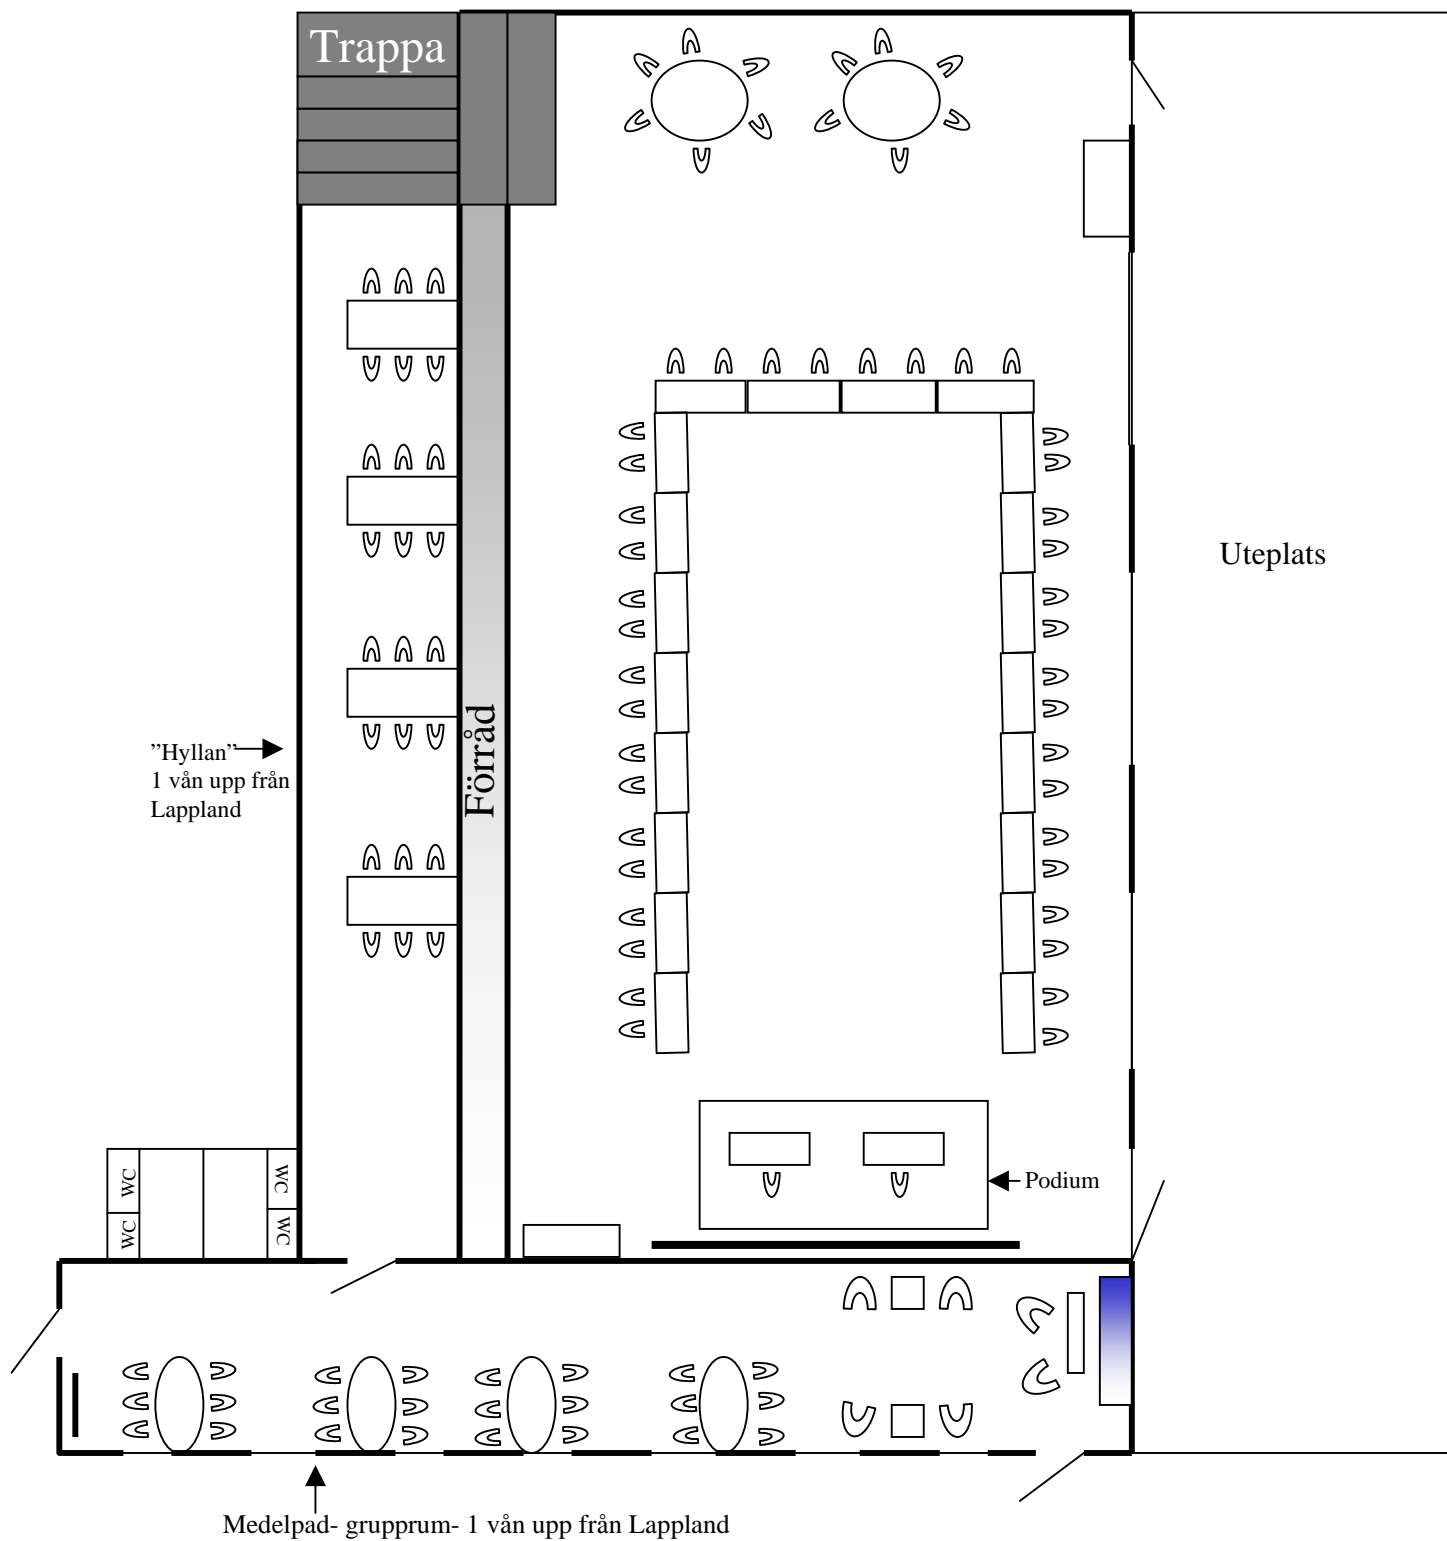 Trappa
Uteplats
Förråd
”Hyllan”
1 vån upp från
Lappland
WC
WC
WC
WC
Podium
Medelpad- grupprum- 1 vån upp från Lappland